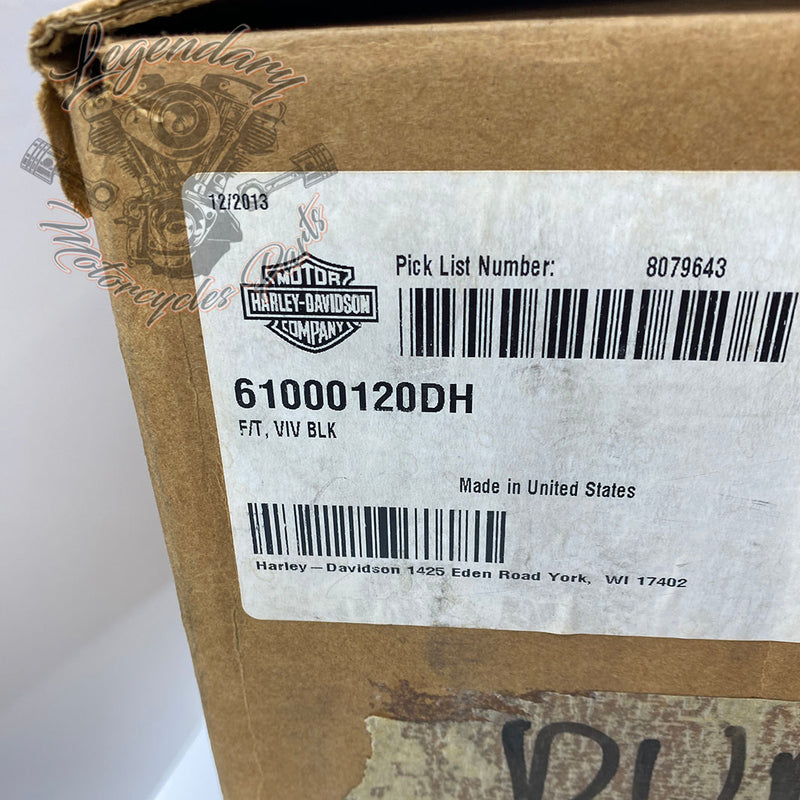 Legendary
Motorcycles Parts
12/2013
Pick List Number: 8079643
MOTOR
HARLEY-DAVIDSON
COMPANY
61000120DH
F/T, VIV BLK
Made in United States
Harley-Davidson 1425 Eden Road York, WI 17402